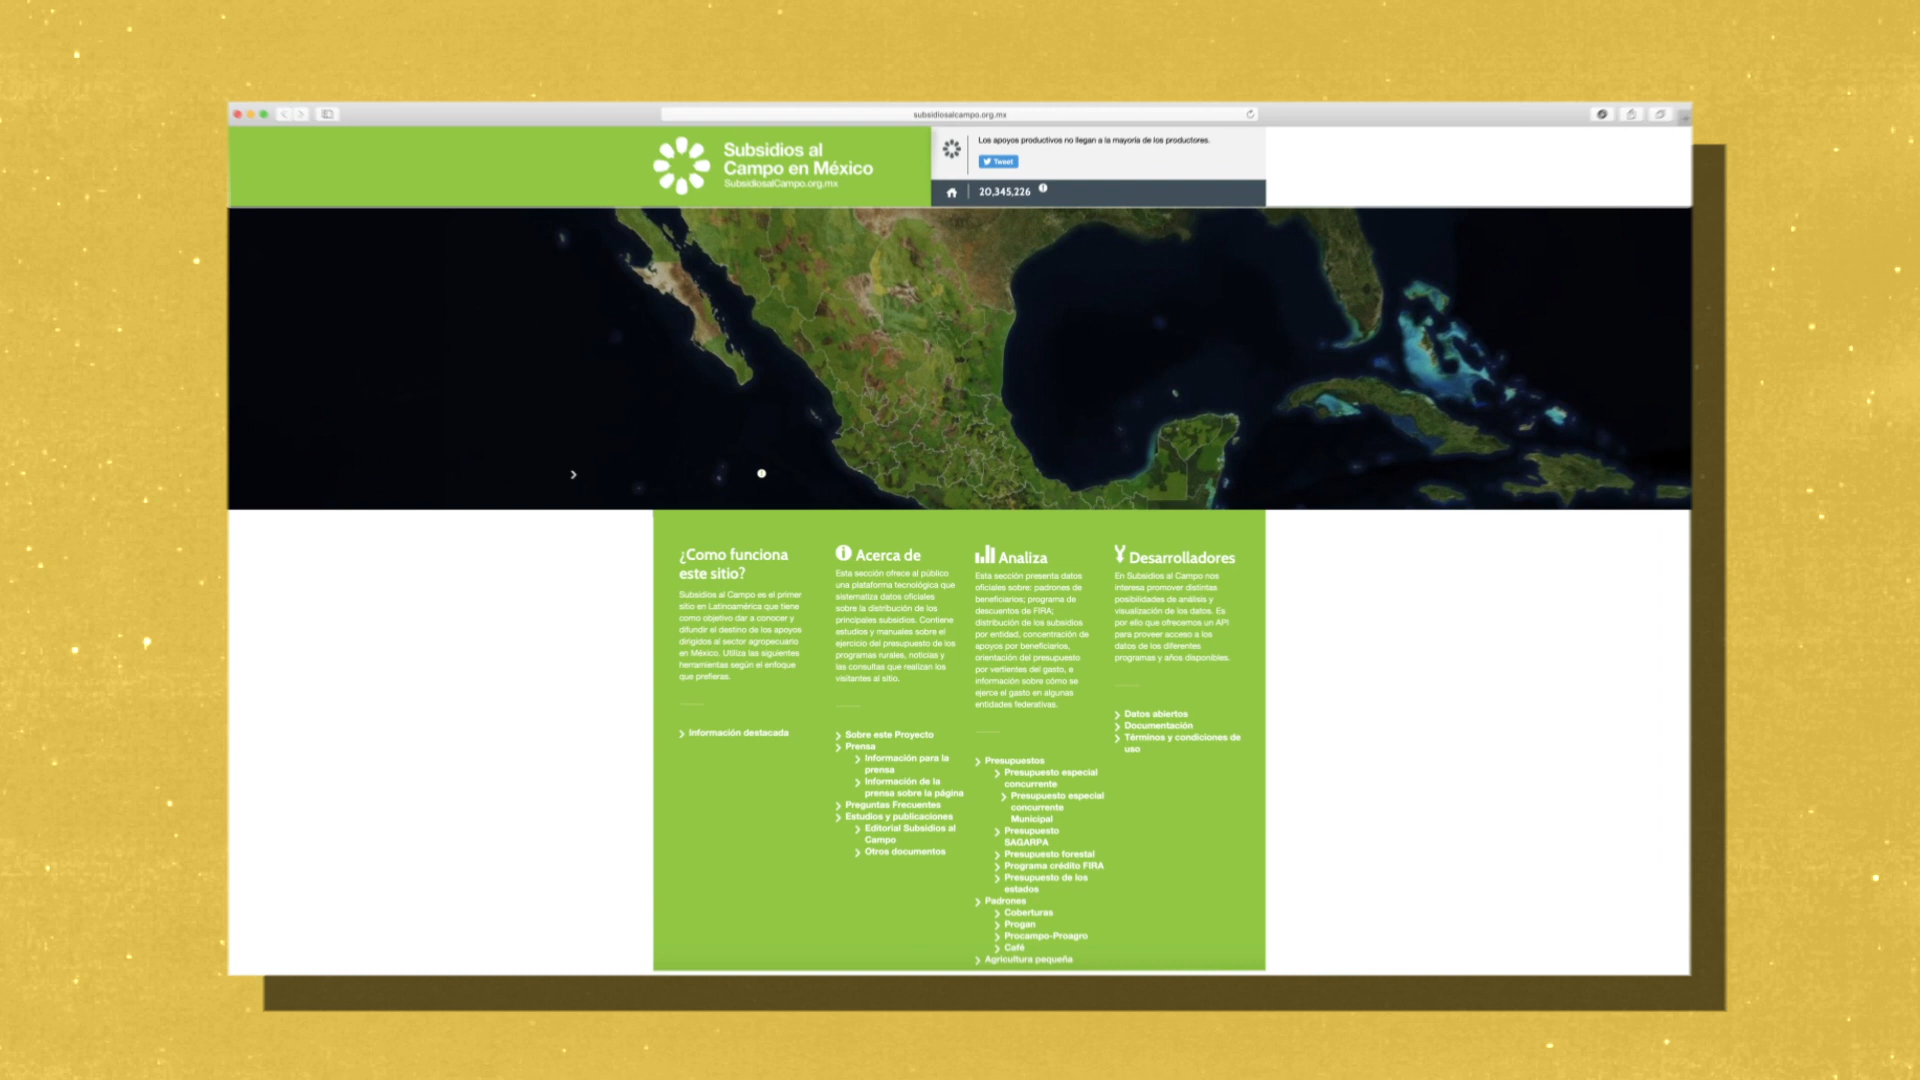 subsidiosalcampo.org.mx
Subsidios al
Campo en México
SubsidiosalCampo.org.mx
Los apoyos productivos no llegan a la mayoría de los productores.
Tweet
20,345,226
¿Como funciona
este sitio?
Subsidios al Campo es el primer
sitio en Latinoamérica que tiene
como objetivo dar a conocer y
difundir el destino de los apoyos
dirigidos al sector agropecuario
en México. Utiliza las siguientes
herramientas según el enfoque
que prefieras.
Información destacada
Acerca de
Esta sección ofrece al público
una plataforma tecnológica que
sistematiza datos oficiales
sobre la distribución de los
principales subsidios. Contiene
estudios y manuales sobre el
ejercicio del presupuesto de los
programas rurales, noticias y
las consultas que realizan los
visitantes al sitio.
Sobre este Proyecto
Prensa
Información para la
prensa
Información de la
prensa sobre la página
Preguntas Frecuentes
Estudios y publicaciones
Editorial Subsidios al
Campo
Otros documentos
Analiza
Esta sección presenta datos
oficiales sobre: padrones de
beneficiarios; programa de
descuentos de FIRA;
distribución de los subsidios
por entidad, concentración de
apoyos por beneficiarios,
orientación del presupuesto
por vertientes del gasto, e
información sobre cómo se
ejerce el gasto en algunas
entidades federativas.
Presupuestos
Presupuesto especial
concurrente
Presupuesto especial
concurrente
Municipal
Presupuesto
SAGARPA
Presupuesto forestal
Programa crédito FIRA
Presupuesto de los
estados
Padrones
Coberturas
Progan
Procampo-Proagro
Café
Agricultura pequeña
Desarrolladores
En Subsidios al Campo nos
interesa promover distintas
posibilidades de análisis y
visualización de los datos. Es
por ello que ofrecemos un API
para proveer acceso a los
datos de los diferentes
programas y años disponibles.
Datos abiertos
Documentación
Términos y condiciones de
uso